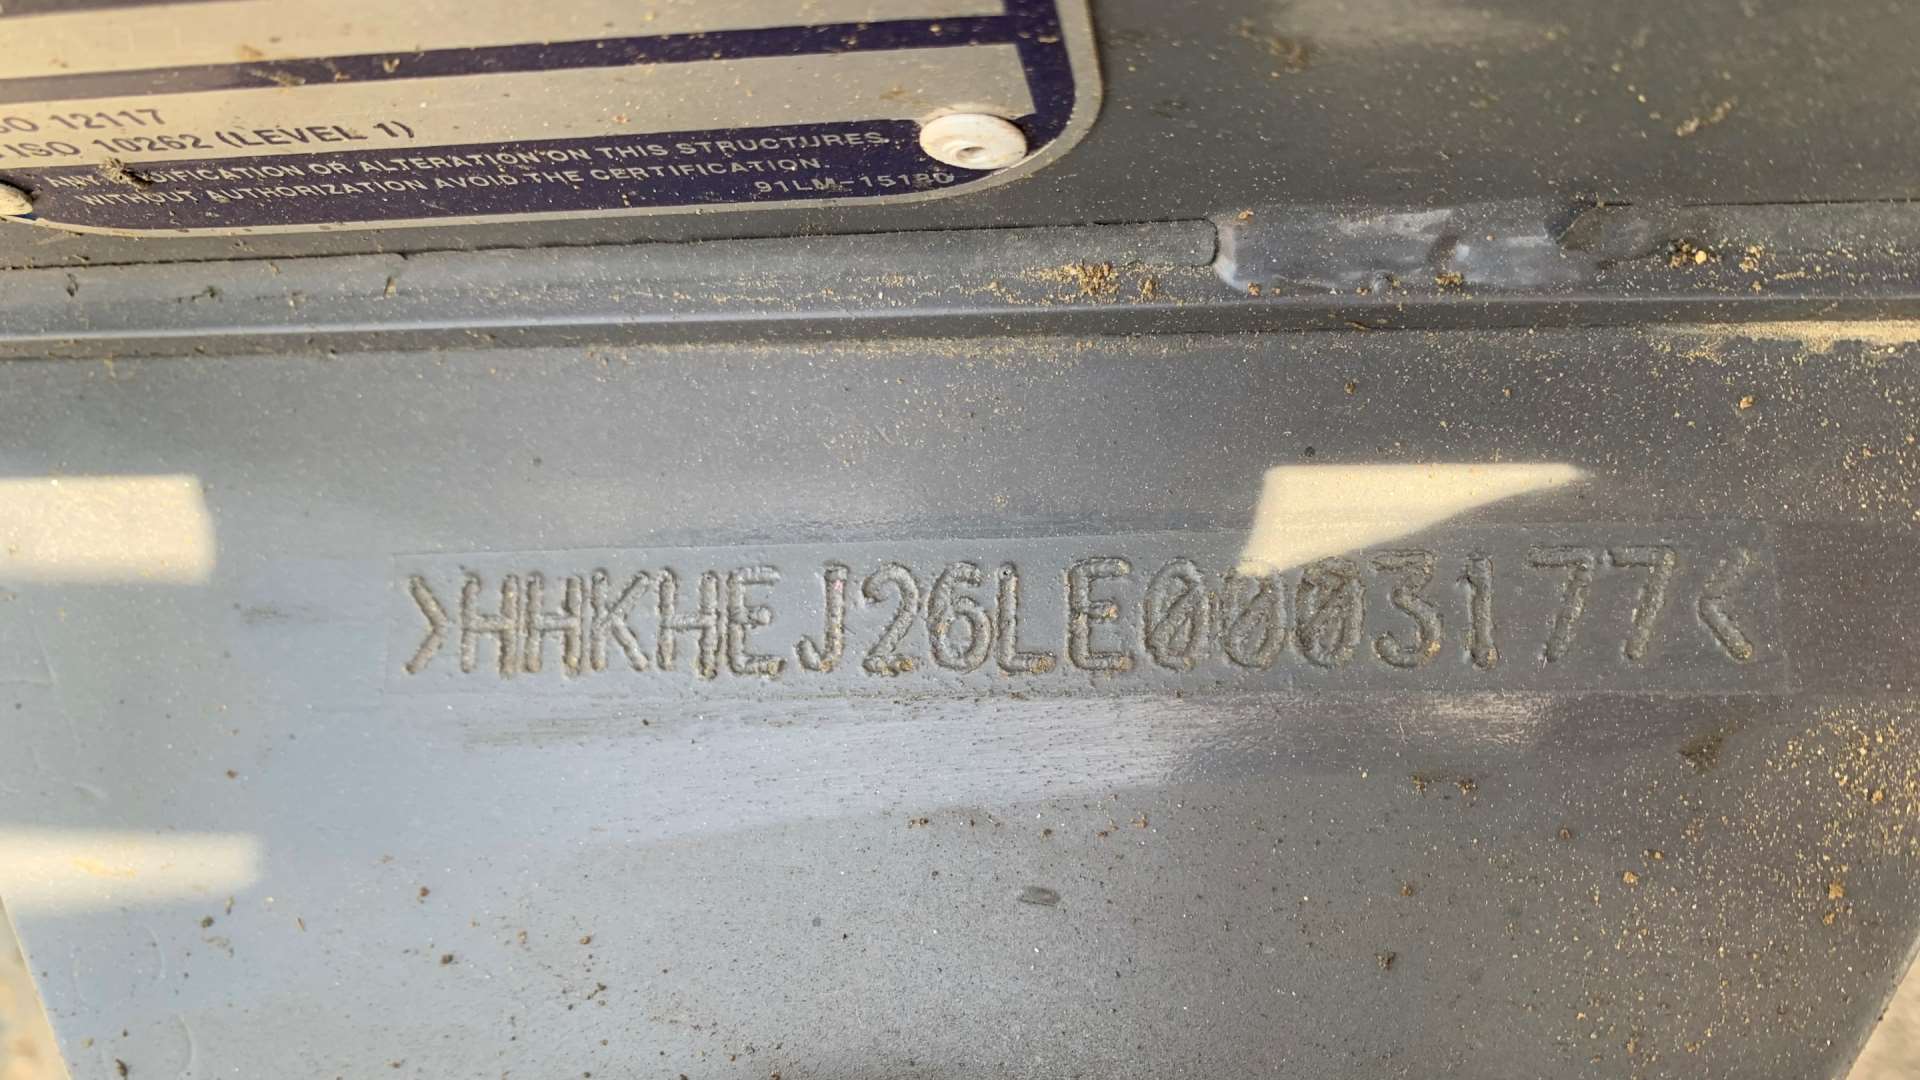 ISO 12117
ISO 10262 (LEVEL 1)
ANY MODIFICATION OR ALTERATION ON THIS STRUCTURES
WITHOUT AUTHORIZATION AVOID THE CERTIFICATION.
91LM-15180
>HHKHEJ26LE0003177<